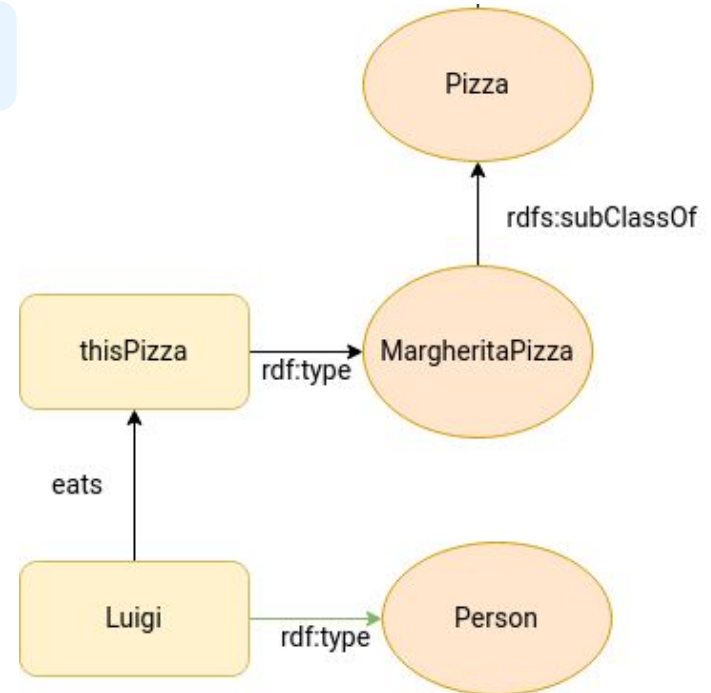 Pizza
rdfs:subClassOf
thisPizza
rdf:type
MargheritaPizza
eats
Luigi
rdf:type
Person